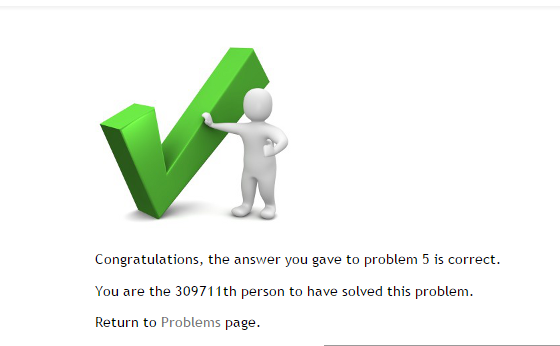 Congratulations, the answer you gave to problem 5 is correct.
You are the 309711th person to have solved this problem.
Return to Problems page.